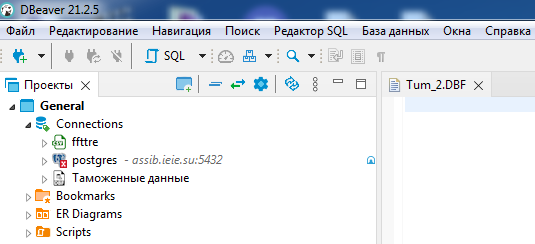 DBeaver 21.2.5
Файл Редактирование Навигация Поиск Редактор SQL База данных Окна Справка
SQL
Проекты
Tum_2.DBF
General
Connections
ffttre
postgres - assib.ieie.su:5432
Таможенные данные
Bookmarks
ER Diagrams
Scripts